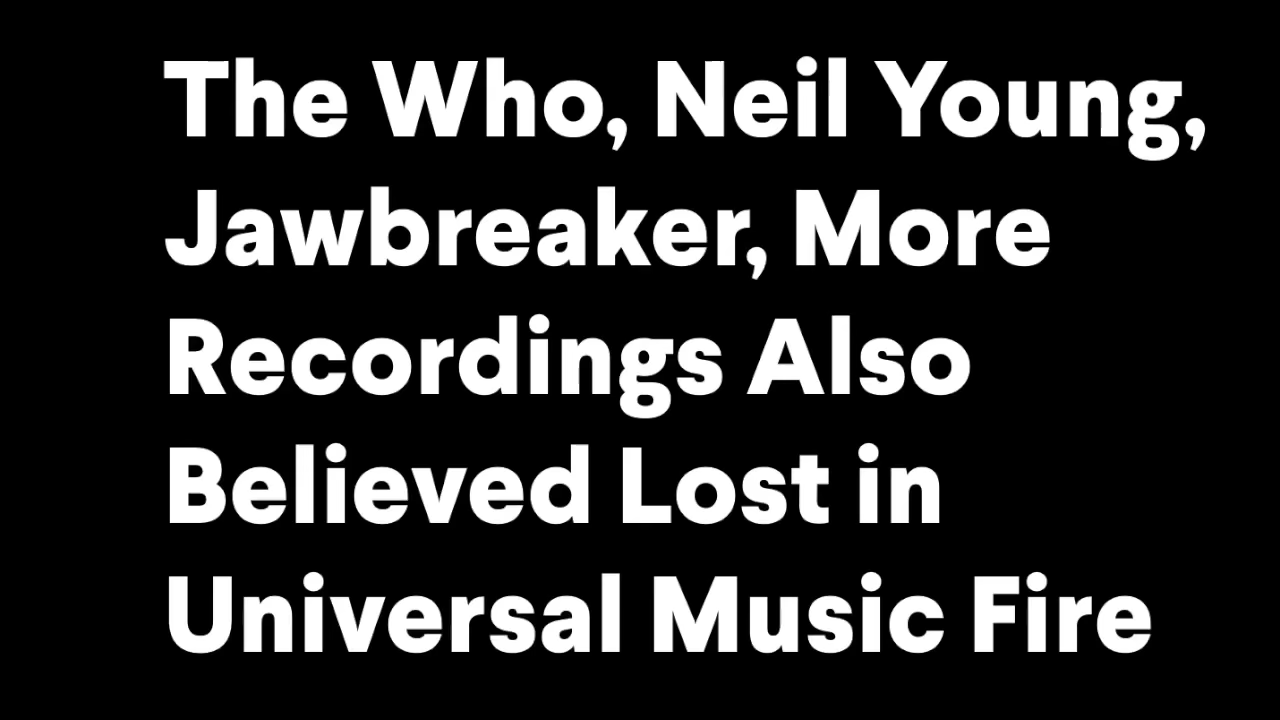 The Who, Neil Young,
Jawbreaker, More
Recordings Also
Believed Lost in
Universal Music Fire